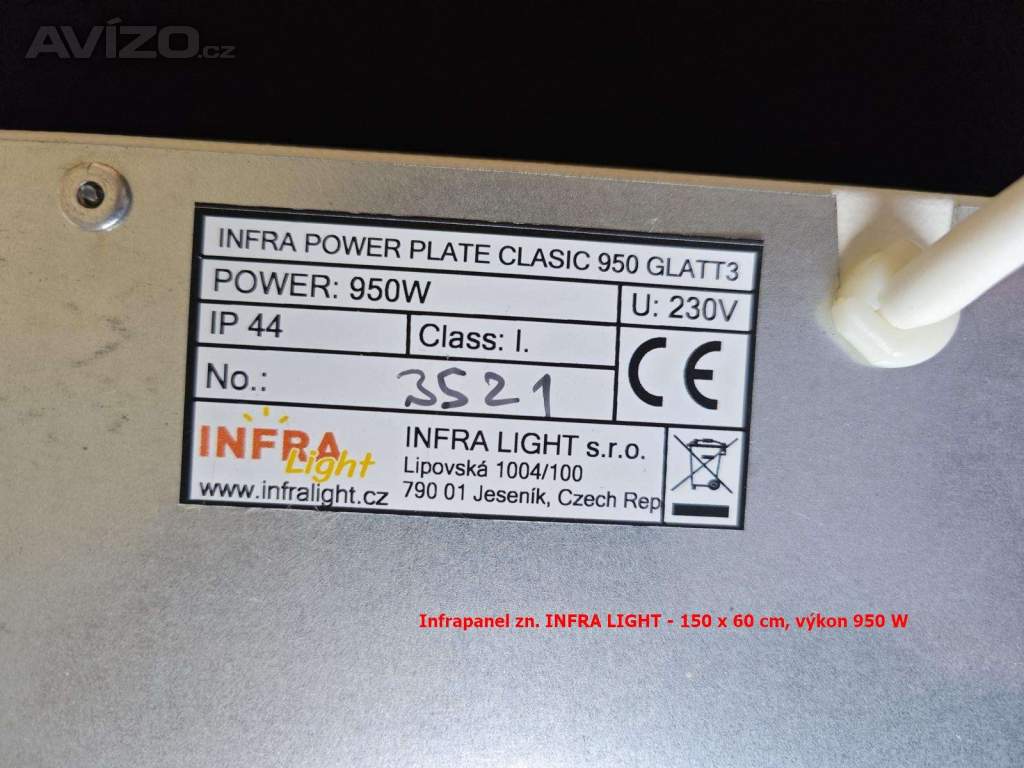 AVÍZO.cz
INFRA POWER PLATE CLASIC 950 GLATT3
POWER: 950W
U: 230V
IP 44
Class: I.
CE
No.: 3521
INFRA
Light
www.infralight.cz
INFRA LIGHT s.r.o.
Lipovská 1004/100
790 01 Jeseník, Czech Rep
Infrapanel zn. INFRA LIGHT - 150 x 60 cm, výkon 950 W